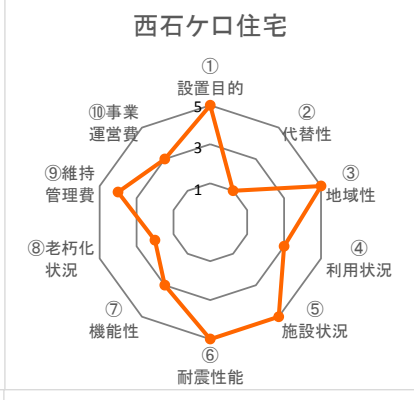 西石ケロ住宅
①
設置目的
②
代替性
③
地域性
④
利用状況
⑤
施設状況
⑥
耐震性能
⑦
機能性
⑧老朽化
状況
⑨維持
管理費
⑩事業
運営費
5
3
1